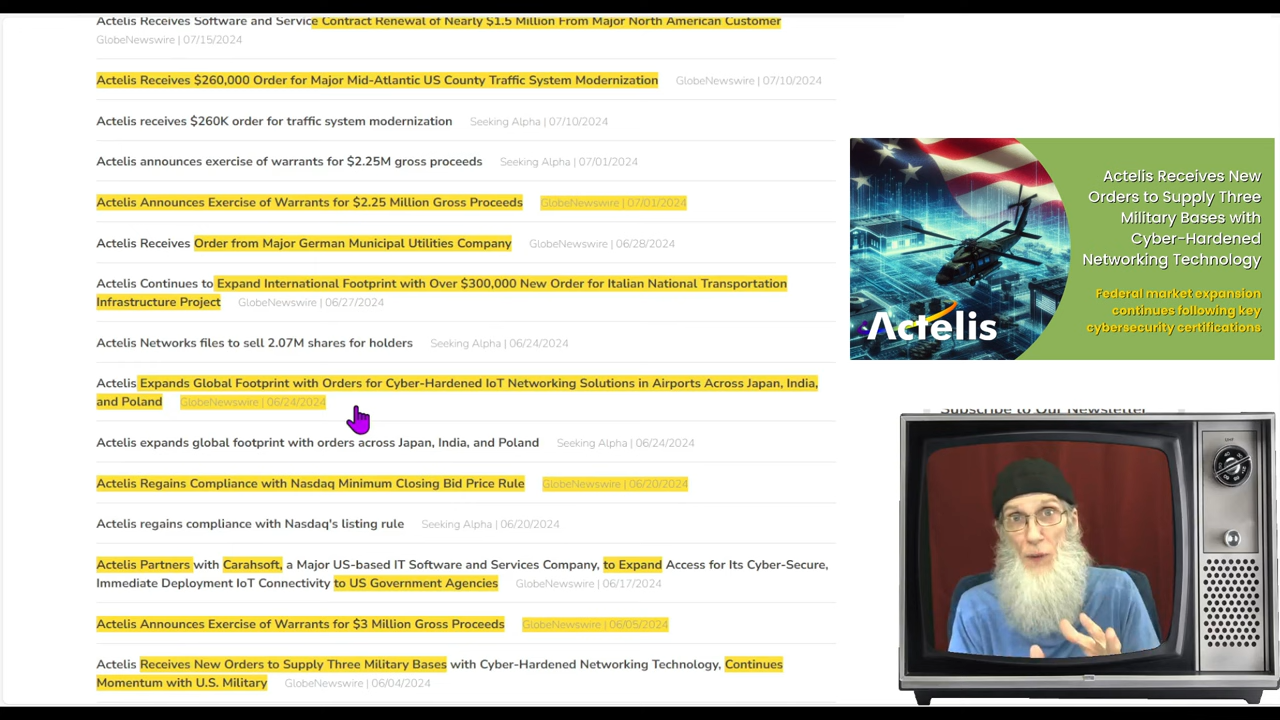 Actelis Receives Software and Service Contract Renewal of Nearly $1.5 Million From Major North American Customer
GlobeNewswire | 07/15/2024
Actelis Receives $260,000 Order for Major Mid-Atlantic US County Traffic System Modernization GlobeNewswire | 07/10/2024
Actelis receives $260K order for traffic system modernization Seeking Alpha | 07/10/2024
Actelis announces exercise of warrants for $2.25M gross proceeds Seeking Alpha | 07/01/2024
Actelis Announces Exercise of Warrants for $2.25 Million Gross Proceeds GlobeNewswire | 07/01/2024
Actelis Receives Order from Major German Municipal Utilities Company GlobeNewswire | 06/28/2024
Actelis Continues to Expand International Footprint with Over $300,000 New Order for Italian National Transportation
Infrastructure Project GlobeNewswire | 06/27/2024
Actelis Networks files to sell 2.07M shares for holders Seeking Alpha | 06/24/2024
Actelis Expands Global Footprint with Orders for Cyber-Hardened IoT Networking Solutions in Airports Across Japan, India,
and Poland GlobeNewswire | 06/24/2024
Actelis expands global footprint with orders across Japan, India, and Poland Seeking Alpha | 06/24/2024
Actelis Regains Compliance with Nasdaq Minimum Closing Bid Price Rule GlobeNewswire | 06/20/2024
Actelis regains compliance with Nasdaq's listing rule Seeking Alpha | 06/20/2024
Actelis Partners with Carahsoft, a Major US-based IT Software and Services Company, to Expand Access for Its Cyber-Secure,
Immediate Deployment IoT Connectivity to US Government Agencies GlobeNewswire | 06/17/2024
Actelis Announces Exercise of Warrants for $3 Million Gross Proceeds GlobeNewswire | 06/05/2024
Actelis Receives New Orders to Supply Three Military Bases with Cyber-Hardened Networking Technology, Continues
Momentum with U.S. Military GlobeNewswire | 06/04/2024
Actelis Receives New
Orders to Supply Three
Military Bases with
Cyber-Hardened
Networking Technology
Federal market expansion
continues following key
cybersecurity certifications
Actelis
Subscribe to Our Newsletter